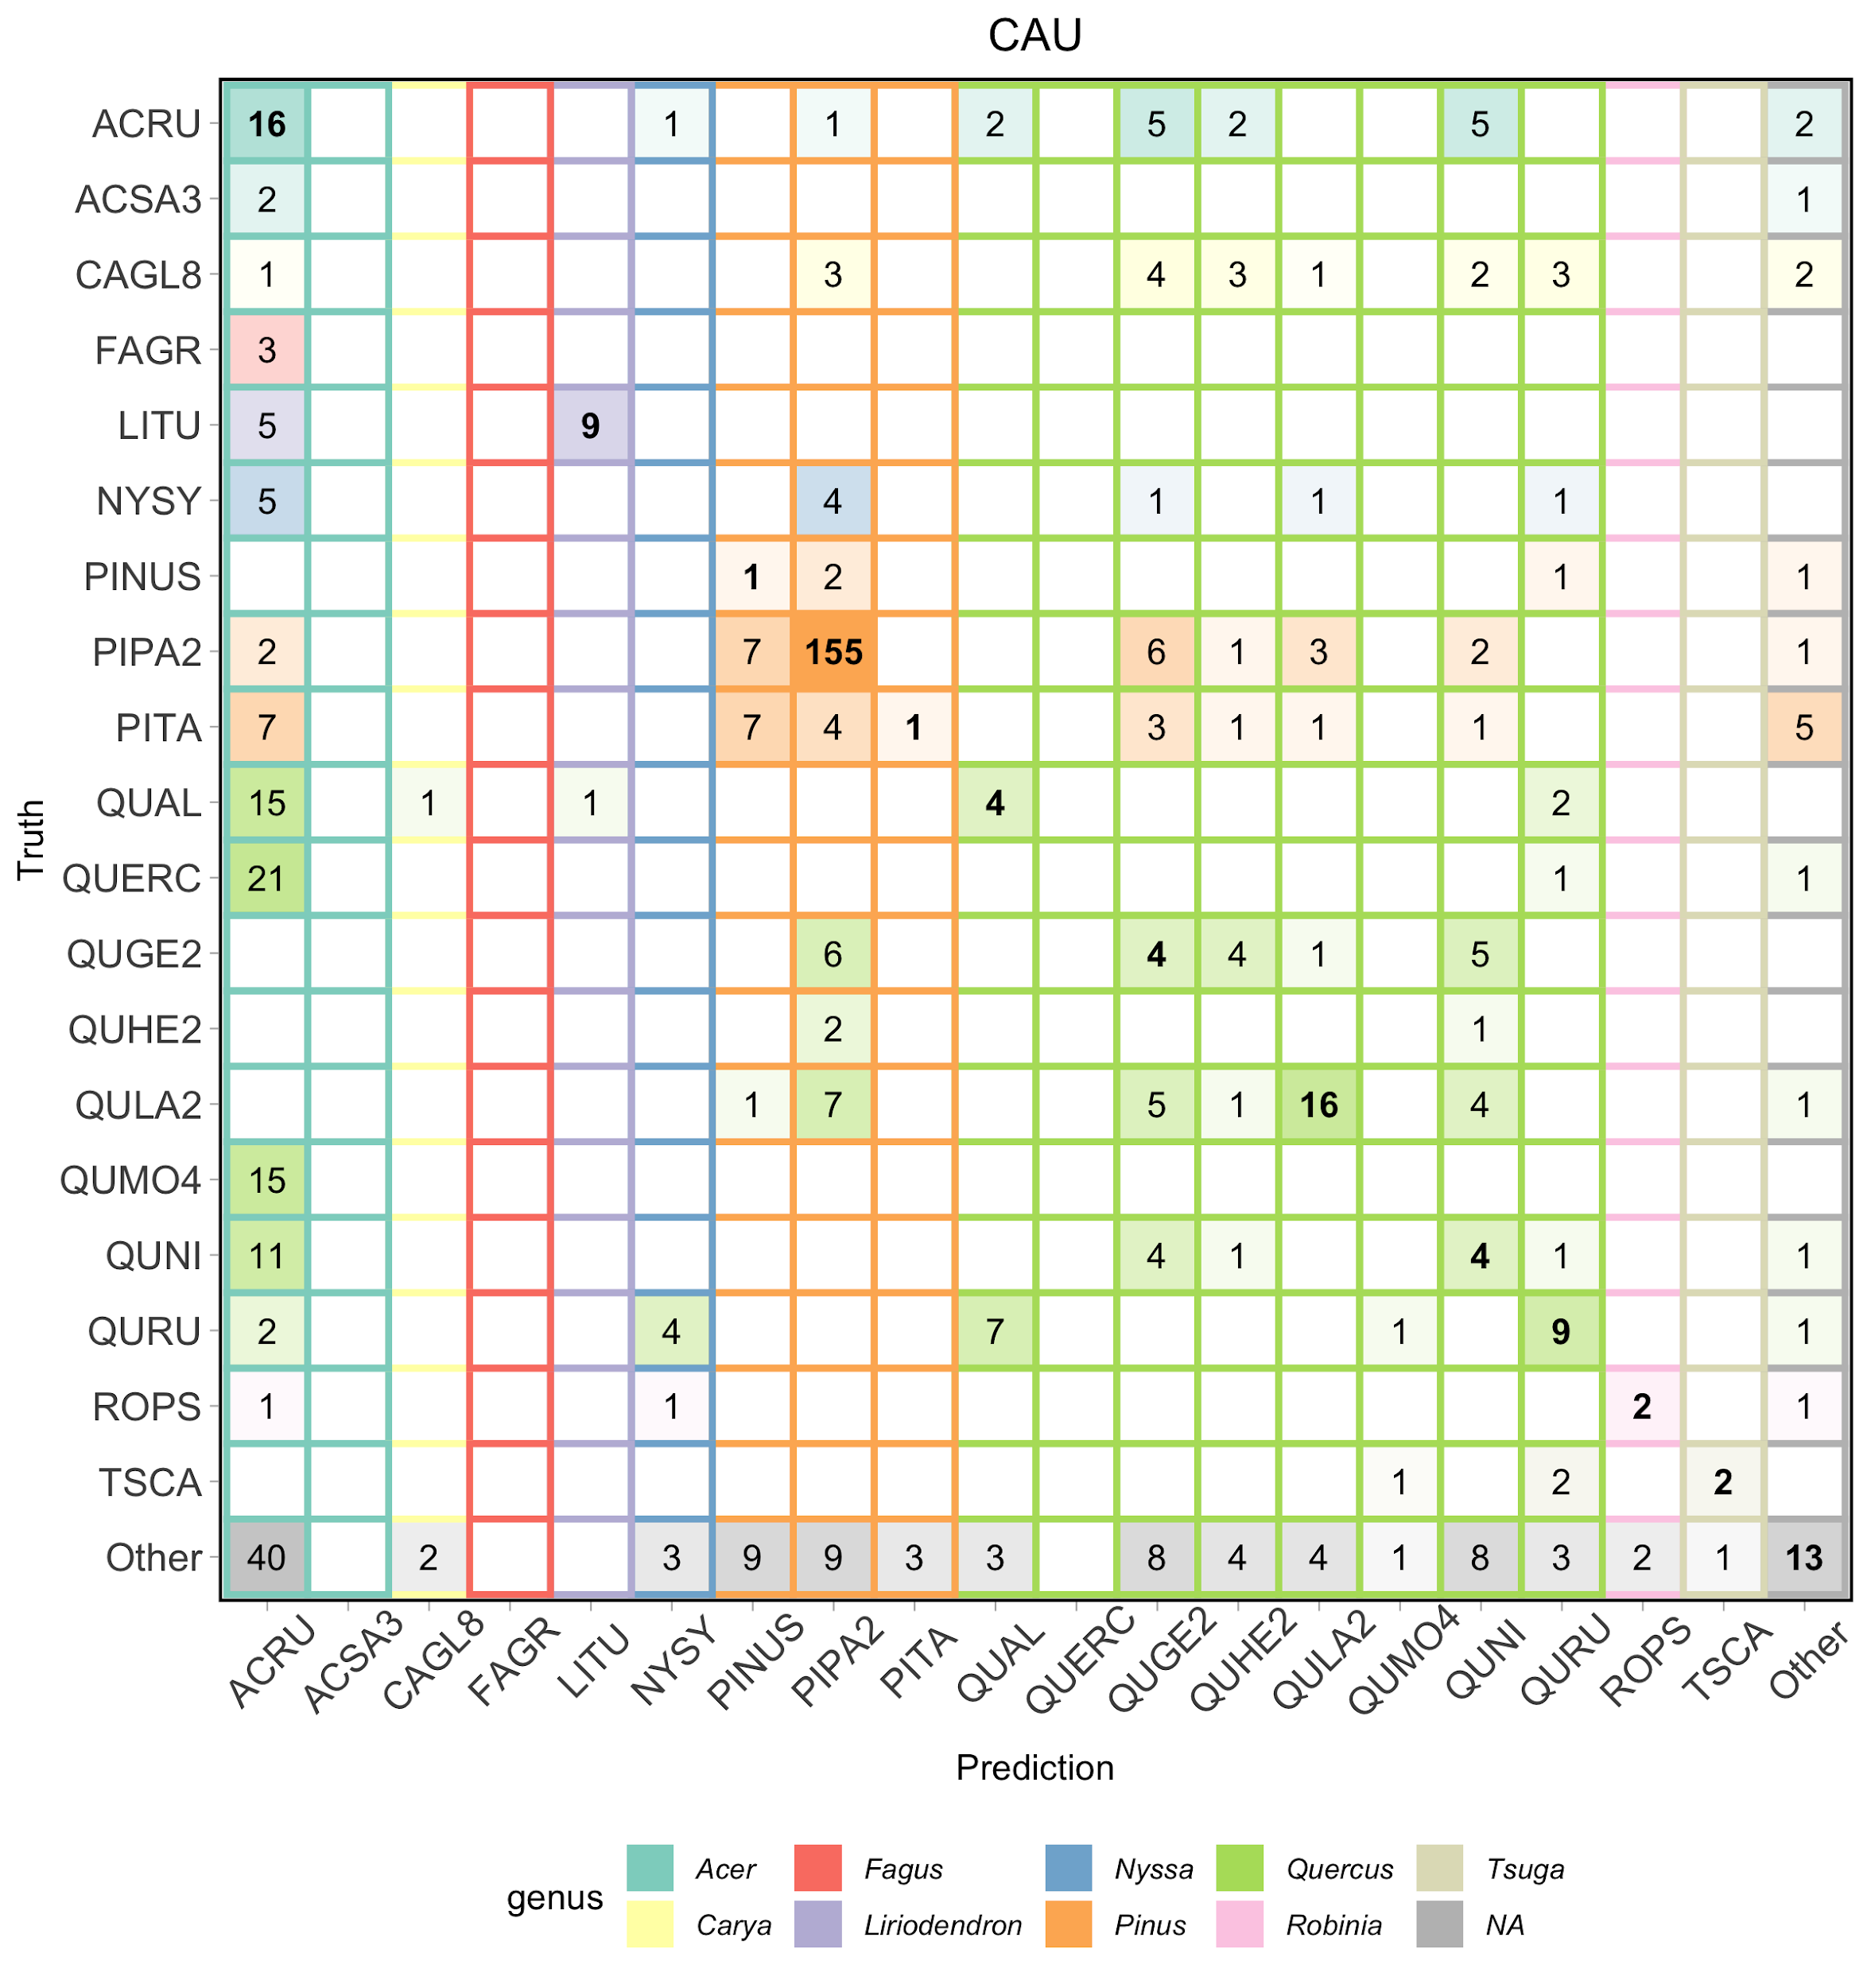 CAU
ACRU 16 1 1 2 5 2 5 2
ACSA3 2 1
CAGL8 1 3 4 3 1 2 3 2
FAGR 3
LITU 5 9
NYSY 5 4 1 1 1
PINUS 1 2 1 1
PIPA2 2 7 155 6 1 3 2 1
PITA 7 7 4 1 3 1 1 1 5
QUAL 15 1 1 4 2
Truth
QUERC 21 1 1
QUGE2 6 4 4 1 5
QUHE2 2 1
QULA2 1 7 5 1 16 4 1
QUMO4 15
QUNI 11 4 1 4 1 1
QURU 2 4 7 1 9 1
ROPS 1 1 2 1
TSCA 1 2 2
Other 40 2 3 9 9 3 3 8 4 4 1 8 3 2 1 13
ACRU ACSA3 CAGL8 FAGR LITU NYSY PINUS PIPA2 PITA QUAL QUERC QUGE2 QUHE2 QULA2 QUMO4 QUNI QURU ROPS TSCA Other
Prediction
genus
Acer Fagus Nyssa Quercus Tsuga
Carya Liriodendron Pinus Robinia NA